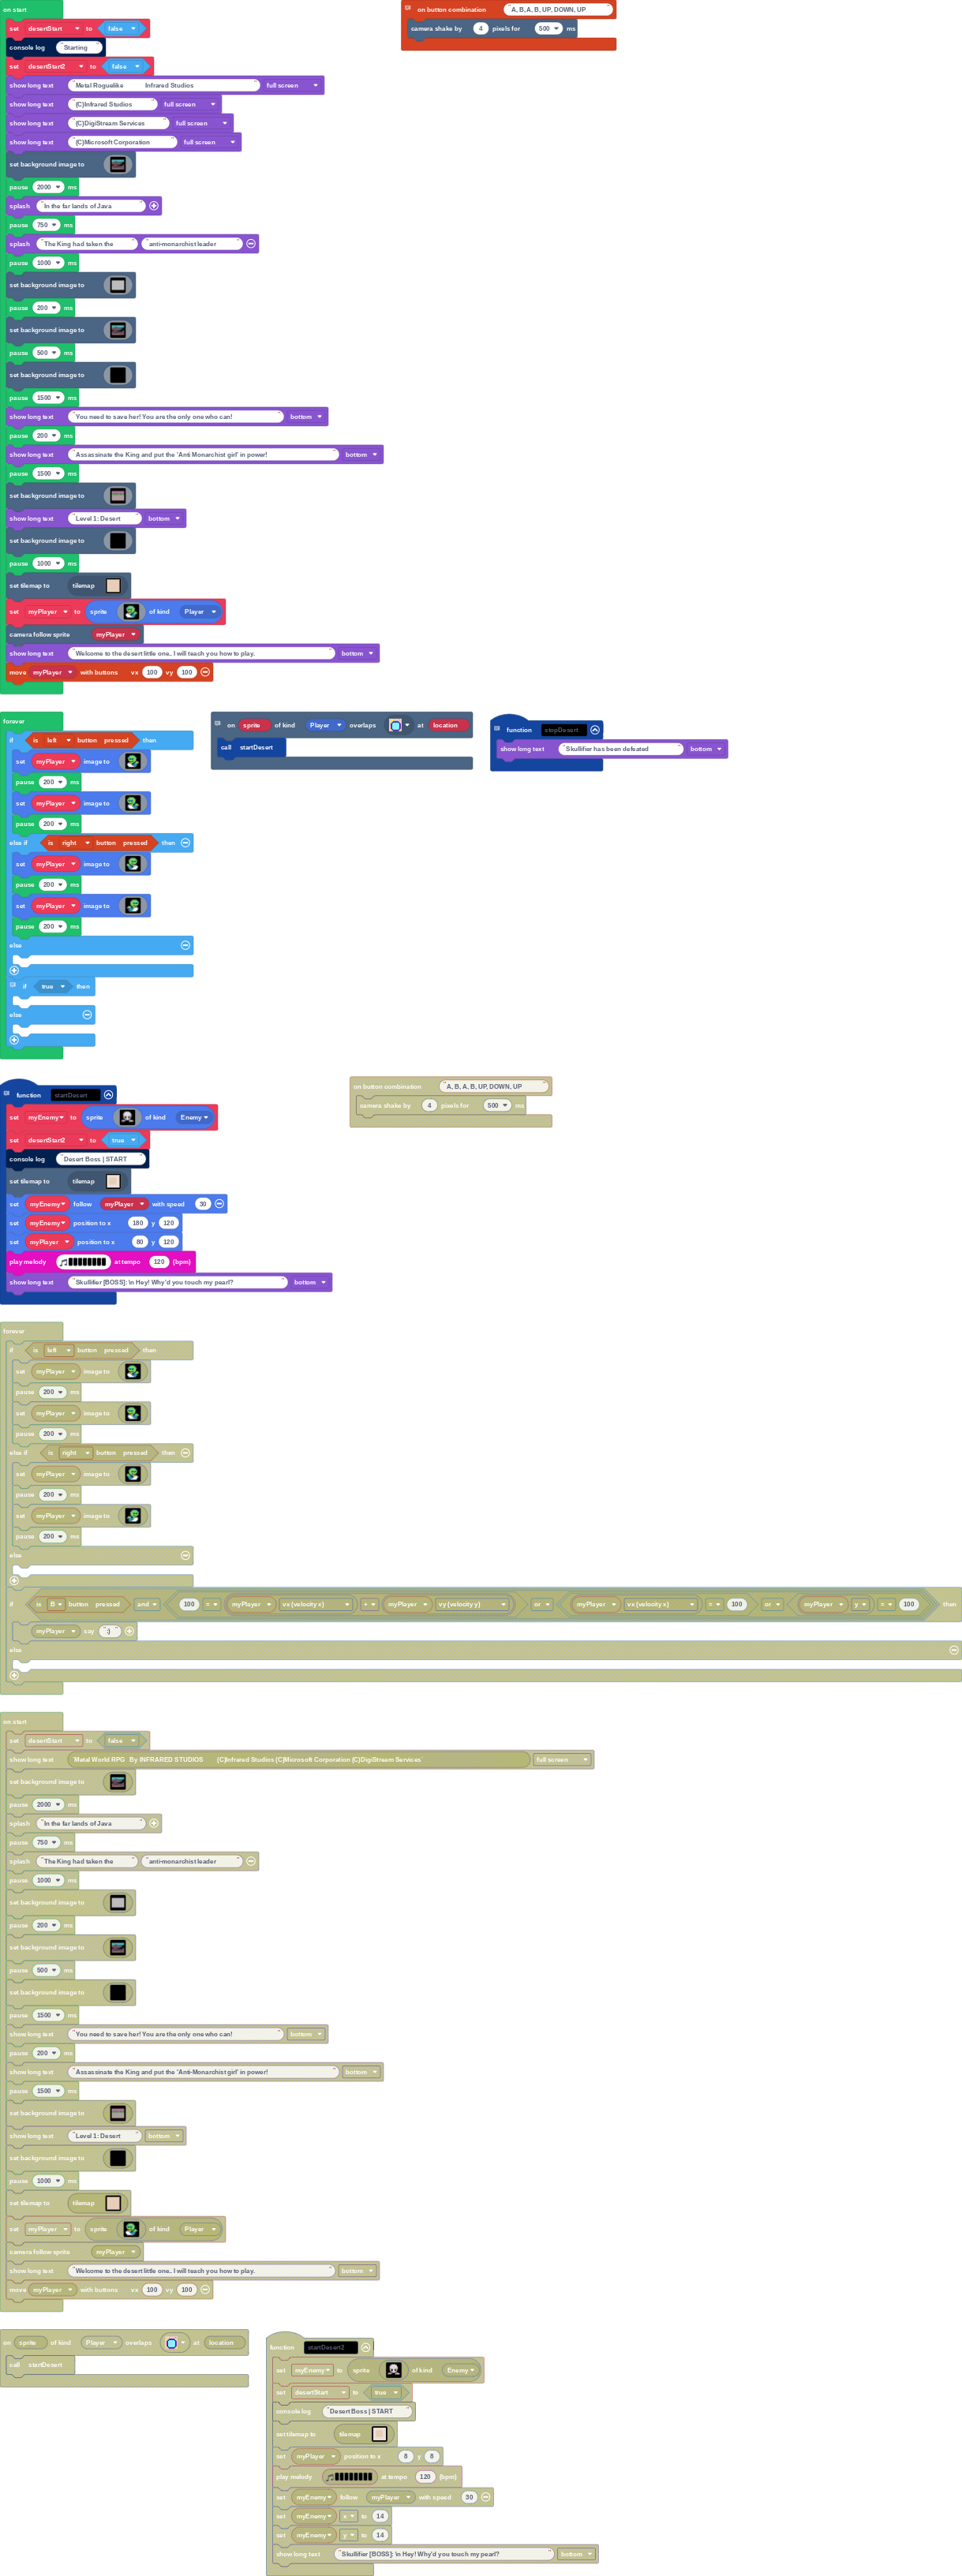 on start
set desertStart to false
console log "Starting"
set desertStart2 to false
show long text "Metal Roguelike Infrared Studios" full screen
show long text "(C)Infrared Studios" full screen
show long text "(C)DigiStream Services" full screen
show long text "(C)Microsoft Corporation" full screen
set background image to
pause 2000 ms
splash "In the far lands of Java"
pause 750 ms
splash "The King had taken the" "anti-monarchist leader"
pause 1000 ms
set background image to
pause 200 ms
set background image to
pause 500 ms
set background image to
pause 1500 ms
show long text "You need to save her! You are the only one who can!" bottom
pause 200 ms
show long text "Assassinate the King and put the 'Anti Monarchist girl' in power!" bottom
pause 1500 ms
set background image to
show long text "Level 1: Desert" bottom
set background image to
pause 1000 ms
set tilemap to tilemap
set myPlayer to sprite of kind Player
camera follow sprite myPlayer
show long text "Welcome to the desert little one.. I will teach you how to play." bottom
move myPlayer with buttons vx 100 vy 100
on button combination "A, B, A, B, UP, DOWN, UP"
camera shake by 4 pixels for 500 ms
forever
if is left button pressed then
set myPlayer image to
pause 200 ms
set myPlayer image to
pause 200 ms
else if is right button pressed then
set myPlayer image to
pause 200 ms
set myPlayer image to
pause 200 ms
else
if true then
else
on sprite of kind Player overlaps at location
call startDesert
function stopDesert
show long text "Skullifier has been defeated" bottom
function startDesert
set myEnemy to sprite of kind Enemy
set desertStart2 to true
console log "Desert Boss | START"
set tilemap to tilemap
set myEnemy follow myPlayer with speed 30
set myEnemy position to x 180 y 120
set myPlayer position to x 80 y 120
play melody at tempo 120 (bpm)
show long text "Skullifier [BOSS]: \n Hey! Why'd you touch my pearl?" bottom
on button combination "A, B, A, B, UP, DOWN, UP"
camera shake by 4 pixels for 500 ms
forever
if is left button pressed then
set myPlayer image to
pause 200 ms
set myPlayer image to
pause 200 ms
else if is right button pressed then
set myPlayer image to
pause 200 ms
set myPlayer image to
pause 200 ms
else
if is B button pressed and 100 = myPlayer vx (velocity x) + myPlayer vy (velocity y) or myPlayer vx (velocity x) = 100 or myPlayer y = 100 then
myPlayer say ":)"
else
on start
set desertStart to false
show long text `Metal World RPG By INFRARED STUDIOS (C)Infrared Studios (C)Microsoft Corporation (C)DigiStream Services` full screen
set background image to
pause 2000 ms
splash "In the far lands of Java"
pause 750 ms
splash "The King had taken the" "anti-monarchist leader"
pause 1000 ms
set background image to
pause 200 ms
set background image to
pause 500 ms
set background image to
pause 1500 ms
show long text "You need to save her! You are the only one who can!" bottom
pause 200 ms
show long text "Assassinate the King and put the 'Anti-Monarchist girl' in power!" bottom
pause 1500 ms
set background image to
show long text "Level 1: Desert" bottom
set background image to
pause 1000 ms
set tilemap to tilemap
set myPlayer to sprite of kind Player
camera follow sprite myPlayer
show long text "Welcome to the desert little one.. I will teach you how to play." bottom
move myPlayer with buttons vx 100 vy 100
on sprite of kind Player overlaps at location
call startDesert
function startDesert2
set myEnemy to sprite of kind Enemy
set desertStart to true
console log "Desert Boss | START"
set tilemap to tilemap
set myPlayer position to x 8 y 8
play melody at tempo 120 (bpm)
set myEnemy follow myPlayer with speed 30
set myEnemy x to 14
set myEnemy y to 14
show long text "Skullifier [BOSS]: \n Hey! Why'd you touch my pearl?" bottom